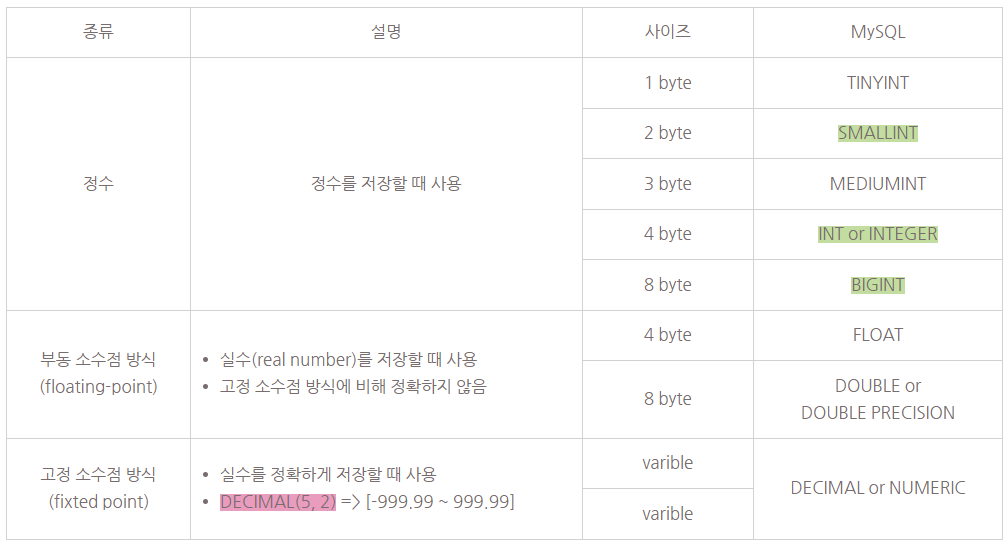 종류 설명 사이즈 MySQL
정수 정수를 저장할 때 사용 1 byte TINYINT
2 byte SMALLINT
3 byte MEDIUMINT
4 byte INT or INTEGER
8 byte BIGINT
부동 소수점 방식
(floating-point)
• 실수(real number)를 저장할 때 사용
• 고정 소수점 방식에 비해 정확하지 않음
4 byte FLOAT
8 byte DOUBLE or
DOUBLE PRECISION
고정 소수점 방식
(fixted point)
• 실수를 정확하게 저장할 때 사용
• DECIMAL(5, 2) => [-999.99 ~ 999.99]
varible
varible
DECIMAL or NUMERIC